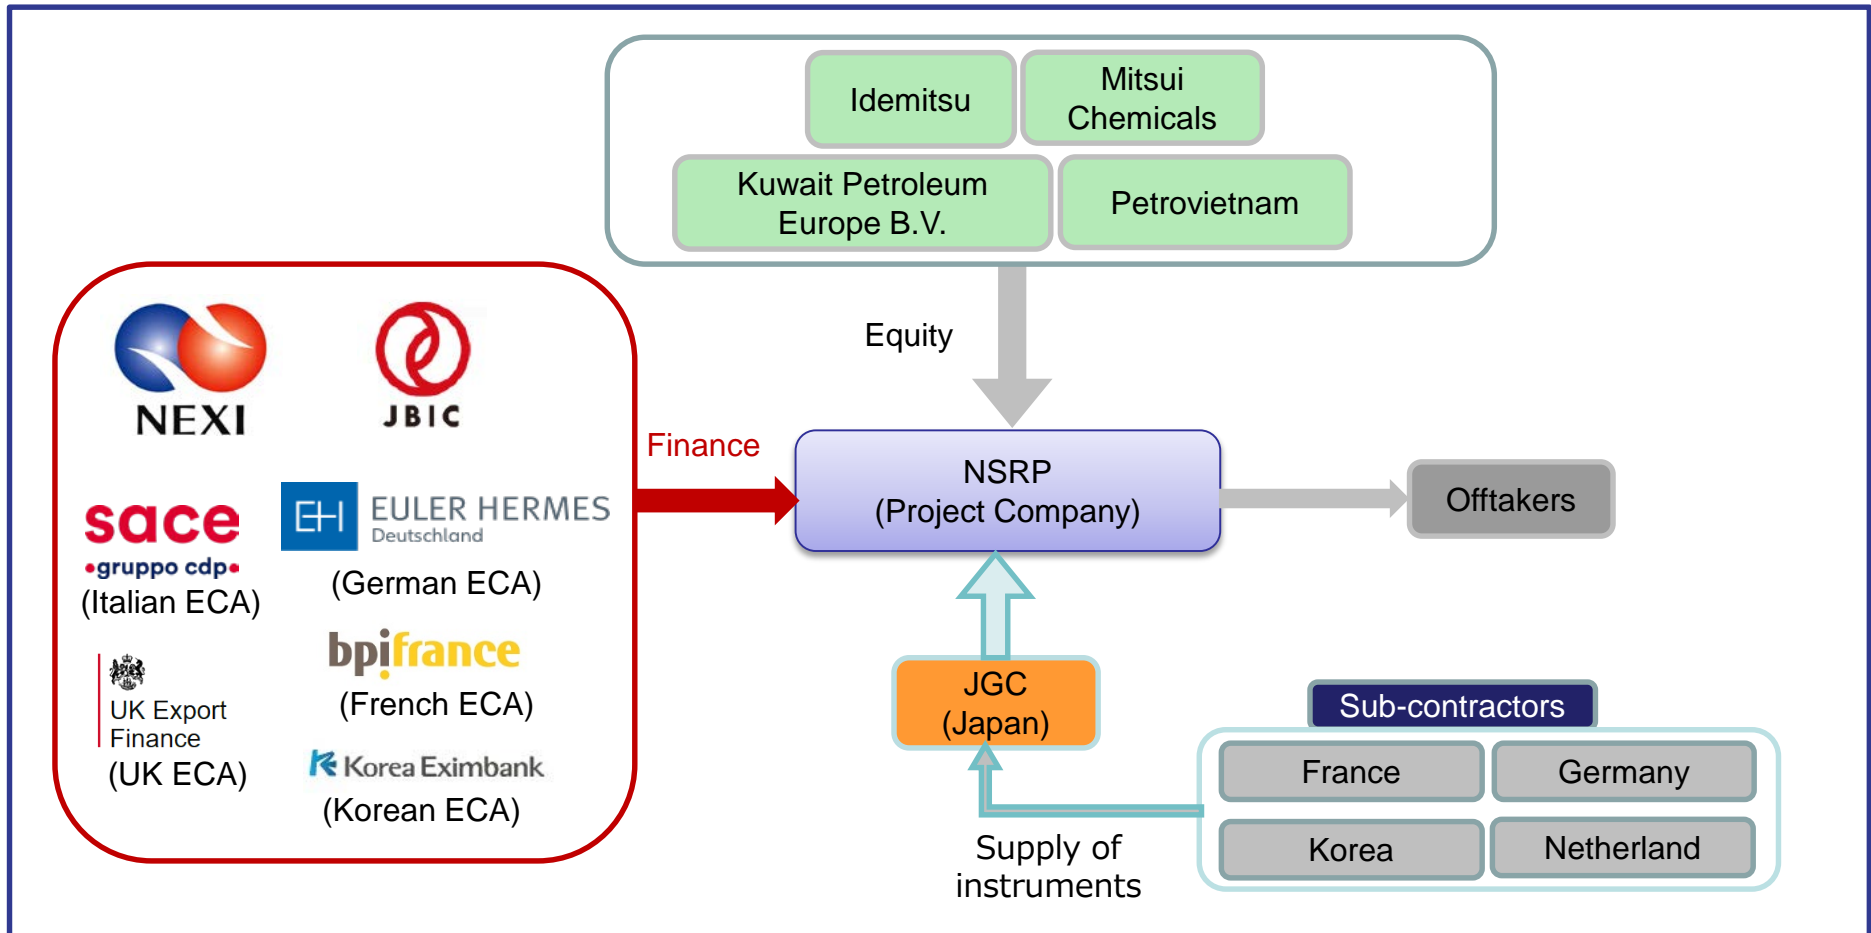 Idemitsu
Mitsui
Chemicals
Kuwait Petroleum
Europe B.V.
Petrovietnam
Equity
NEXI
JBIC
sace
•gruppo cdp•
(Italian ECA)
EH EULER HERMES
Deutschland
(German ECA)
UK Export
Finance
(UK ECA)
bpifrance
(French ECA)
Korea Eximbank
(Korean ECA)
Finance
NSRP
(Project Company)
Offtakers
JGC
(Japan)
Supply of
instruments
Sub-contractors
France
Germany
Korea
Netherland